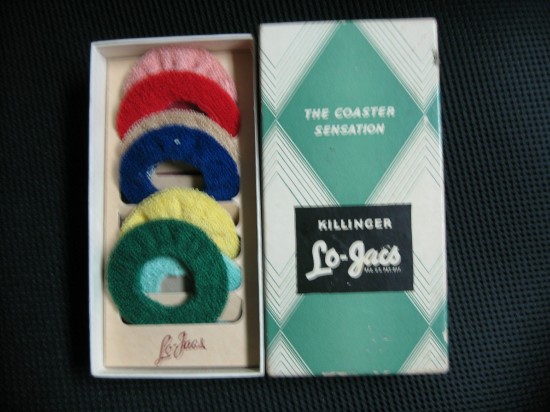 THE COASTER
SENSATION
KILLINGER
Lo-Jacs
Lo-Jacs